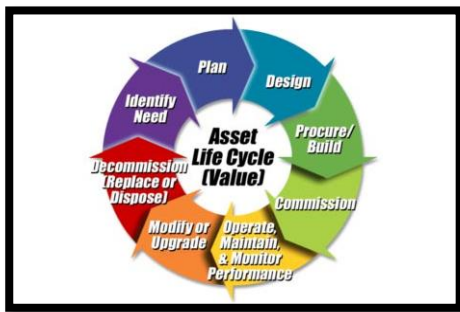 Plan
Design
Identify
Need
Procure/
Build
Asset
Life Cycle
(Value)
Decommission
(Replace or
Dispose)
Commission
Modify or
Upgrade
Operate,
Maintain,
& Monitor
Performance